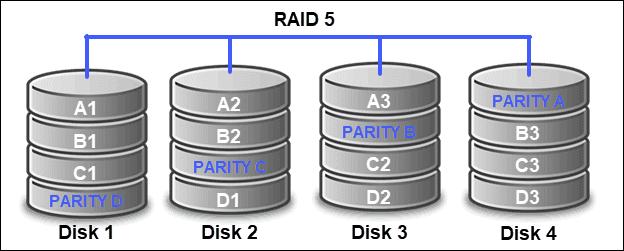 RAID 5
A1 A2 A3 PARITY A
B1 B2 PARITY B B3
C1 PARITY C C2 C3
PARITY D D1 D2 D3
Disk 1 Disk 2 Disk 3 Disk 4